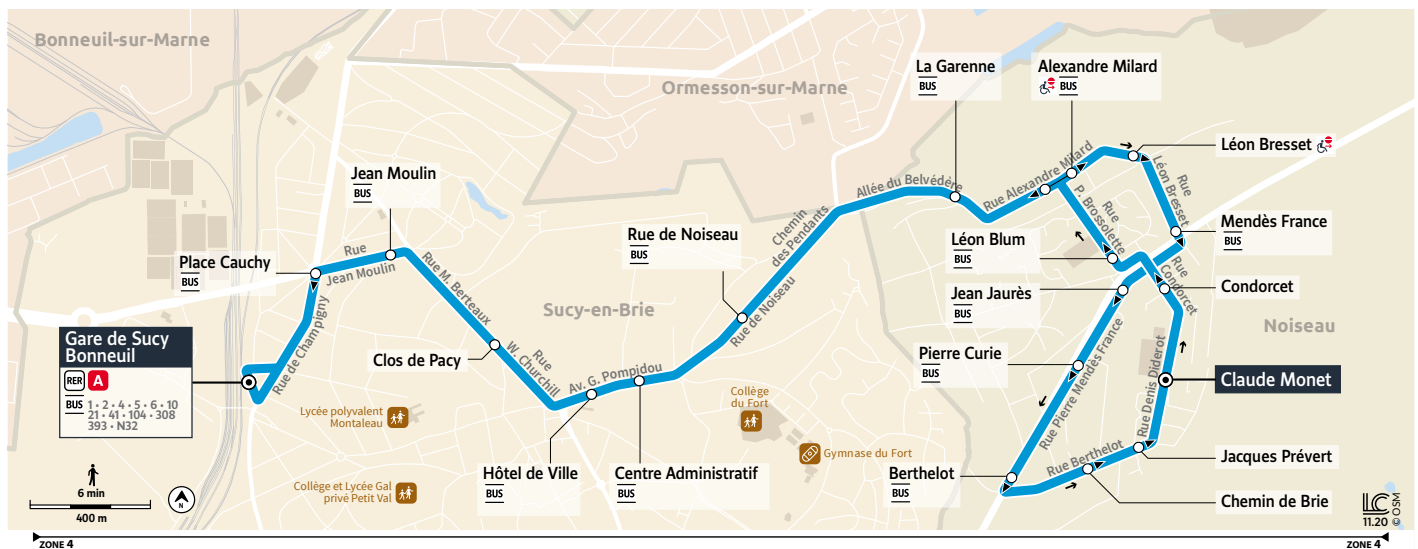 Bonneuil-sur-Marne
Ormesson-sur-Marne
Sucy-en-Brie
Noiseau
La Garenne
BUS
Alexandre Milard
BUS
Léon Bresset
Mendès France
BUS
Condorcet
Claude Monet
Jacques Prévert
Chemin de Brie
Berthelot
BUS
Pierre Curie
BUS
Jean Jaurès
BUS
Léon Blum
BUS
Rue de Noiseau
BUS
Jean Moulin
BUS
Place Cauchy
BUS
Clos de Pacy
Hôtel de Ville
BUS
Centre Administratif
BUS
Gare de Sucy
Bonneuil
RER A
BUS 1 • 2 • 4 • 5 • 6 • 10
21 • 41 • 104 • 308
393 • N32
Rue de Champigny
Rue
Jean Moulin
Rue M. Berteaux
Rue
W. Churchill
Av. G. Pompidou
Rue de Noiseau
Chemin
des Pendants
Allée du Belvédère
Rue Alexandre Milard
Rue
Léon Bresset
Rue
P. Brossolette
Rue
Condorcet
Rue Pierre Mendès France
Rue Berthelot
Rue Denis Diderot
Lycée polyvalent
Montaleau
Collège et Lycée Gal
privé Petit Val
Collège
du Fort
Gymnase du Fort
6 min
400 m
N
LC
11.20
© OSM
ZONE 4
ZONE 4